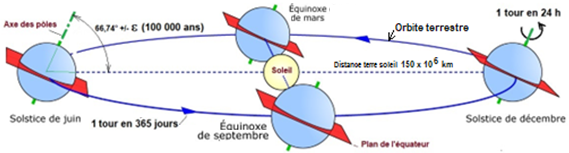 Axe des pôles
66,74° +/- ε (100 000 ans)
Équinoxe
de mars
Orbite terrestre
1 tour en 24 h
Soleil
Distance terre soleil 150 x 10⁶ km
Solstice de juin
1 tour en 365 jours
Équinoxe
de septembre
Plan de l'équateur
Solstice de décembre